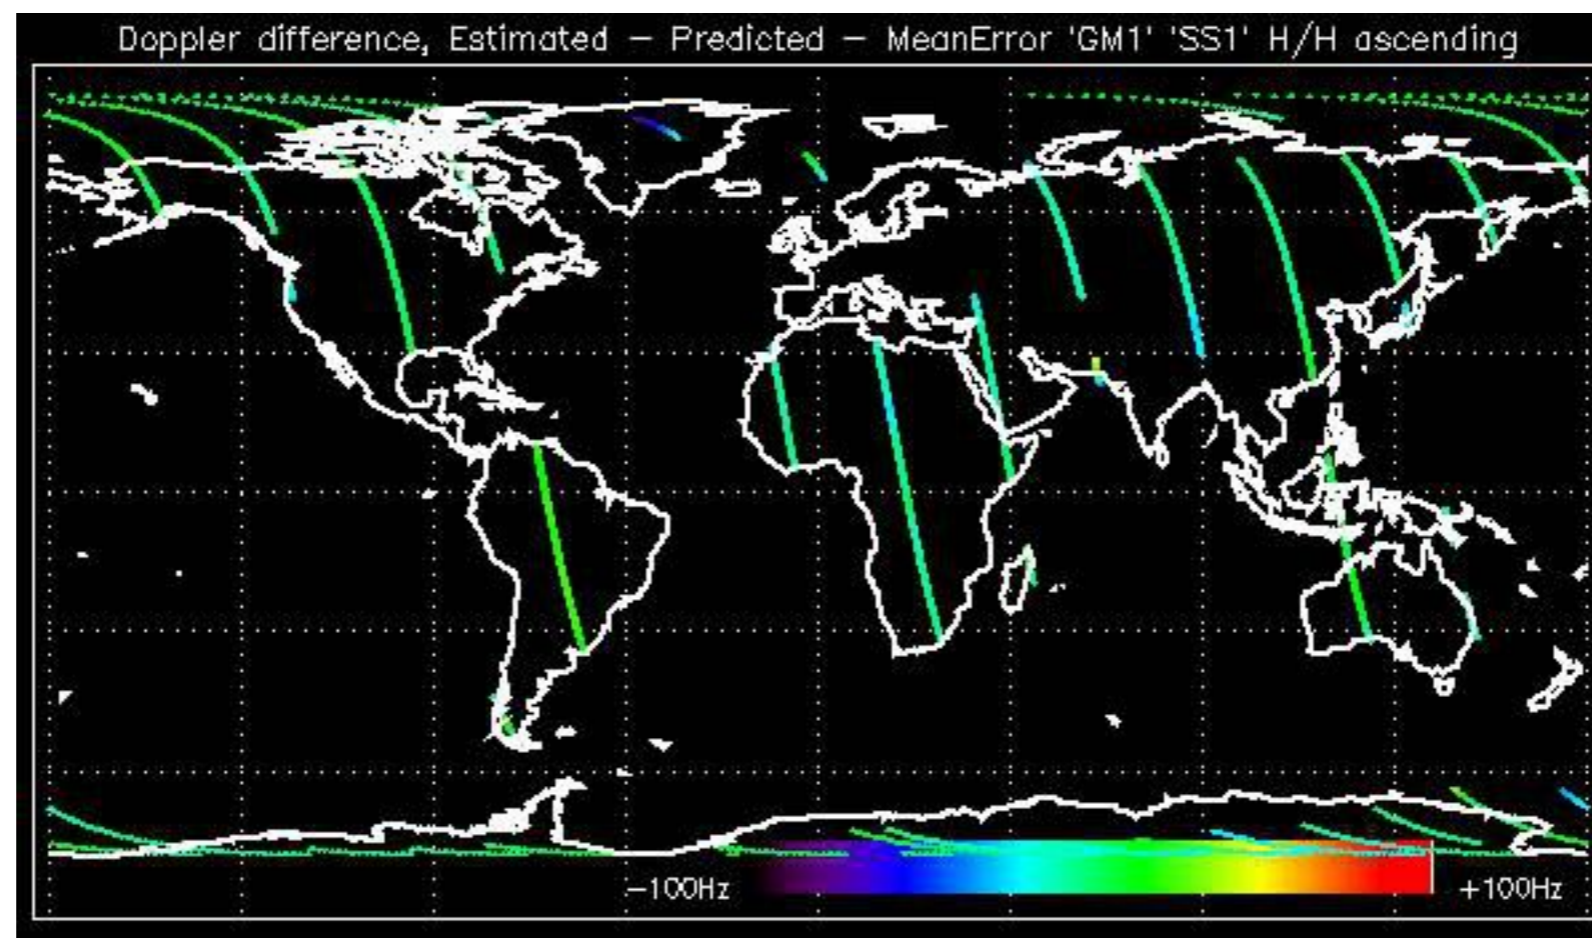 Doppler difference, Estimated – Predicted – MeanError 'GM1' 'SS1' H/H ascending
–100Hz +100Hz